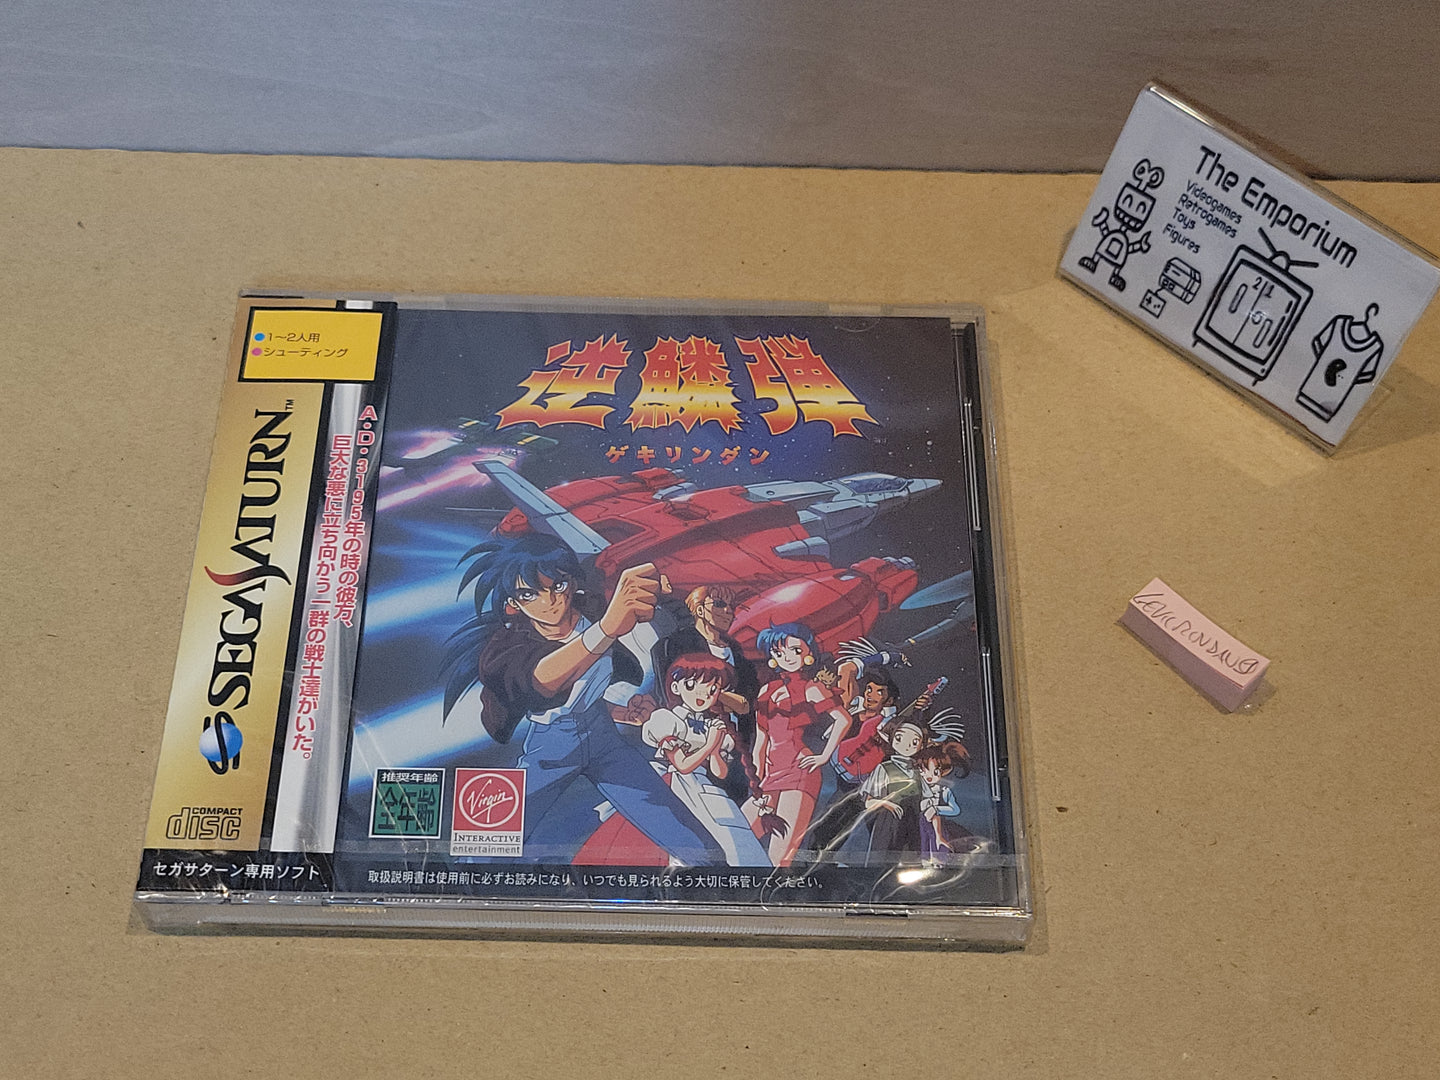 The Emporium
Videogames
Retrogames
Toys
Figures
1〜2人用
シューティング
SEGA SATURN™
A・D・3195年の時の彼方、
巨大な悪に立ち向かう一群の戦士達がいた。
COMPACT
disc
セガサターン専用ソフト
逆鱗弾
ゲキリンダン
推奨年齢
全年齢
Virgin
INTERACTIVE
entertainment
取扱説明書は使用前に必ずお読みになり、いつでも見られるよう大切に保管してください。